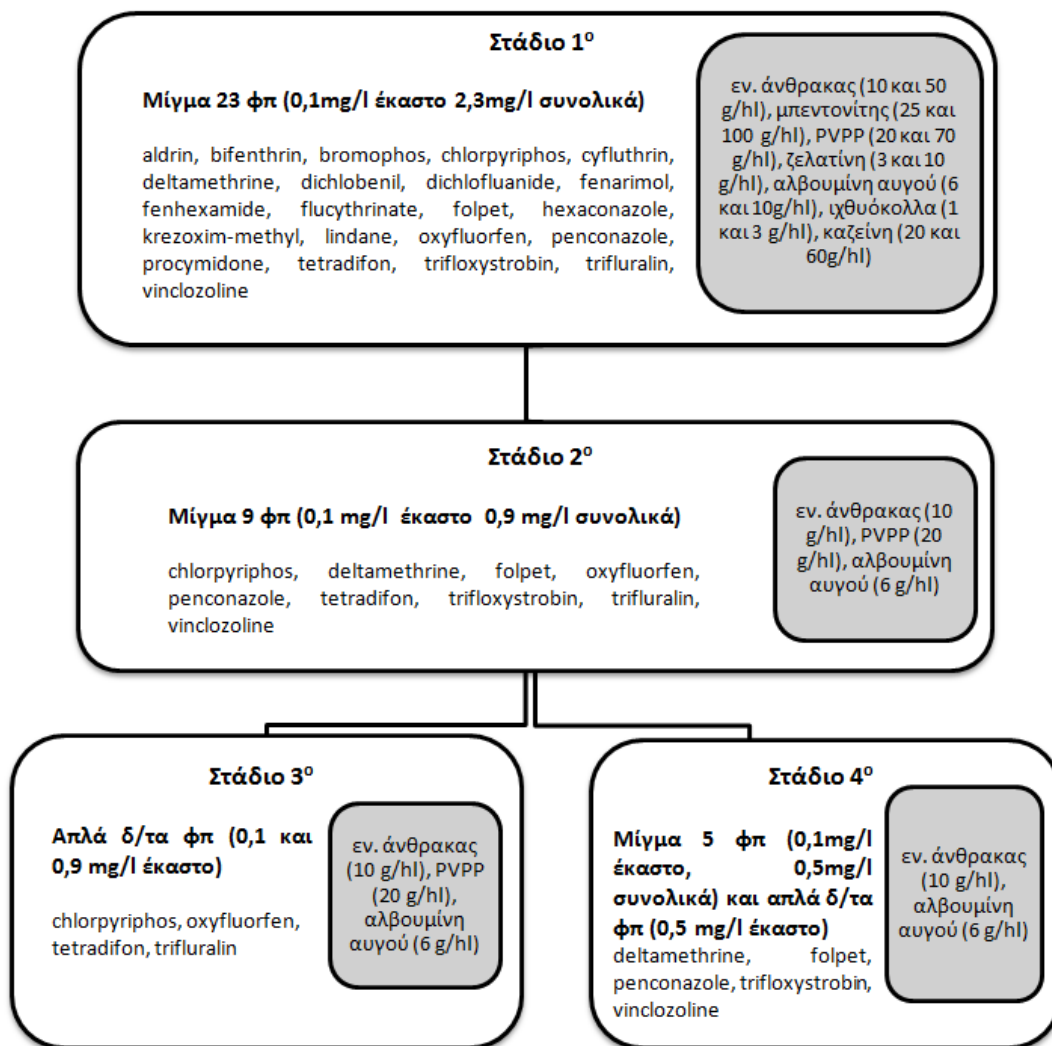 Στάδιο 1ο
Μίγμα 23 φπ (0,1mg/l έκαστο 2,3mg/l συνολικά)
aldrin, bifenthrin, bromophos, chlorpyriphos, cyfluthrin,
deltamethrine, dichlobenil, dichlofluanide, fenarimol,
fenhexamide, flucythrinate, folpet, hexaconazole,
krezoxim-methyl, lindane, oxyfluorfen, penconazole,
procymidone, tetradifon, trifloxystrobin, trifluralin,
vinclozoline
εν. άνθρακας (10 και 50
g/hl), μπεντονίτης (25 και
100 g/hl), PVPP (20 και 70
g/hl), ζελατίνη (3 και 10
g/hl), αλβουμίνη αυγού (6
και 10g/hl), ιχθυόκολλα (1
και 3 g/hl), καζείνη (20 και
60g/hl)
Στάδιο 2ο
Μίγμα 9 φπ (0,1 mg/l έκαστο 0,9 mg/l συνολικά)
chlorpyriphos, deltamethrine, folpet, oxyfluorfen,
penconazole, tetradifon, trifloxystrobin, trifluralin,
vinclozoline
εν. άνθρακας (10
g/hl), PVPP (20
g/hl), αλβουμίνη
αυγού (6 g/hl)
Στάδιο 3ο
Απλά δ/τα φπ (0,1 και
0,9 mg/l έκαστο)
chlorpyriphos, oxyfluorfen,
tetradifon, trifluralin
εν. άνθρακας
(10 g/hl), PVPP
(20 g/hl),
αλβουμίνη
αυγού (6 g/hl)
Στάδιο 4ο
Μίγμα 5 φπ (0,1mg/l
έκαστο, 0,5mg/l
συνολικά) και απλά δ/τα
φπ (0,5 mg/l έκαστο)
deltamethrine, folpet,
penconazole, trifloxystrobin,
vinclozoline
εν. άνθρακας
(10 g/hl),
αλβουμίνη
αυγού (6 g/hl)